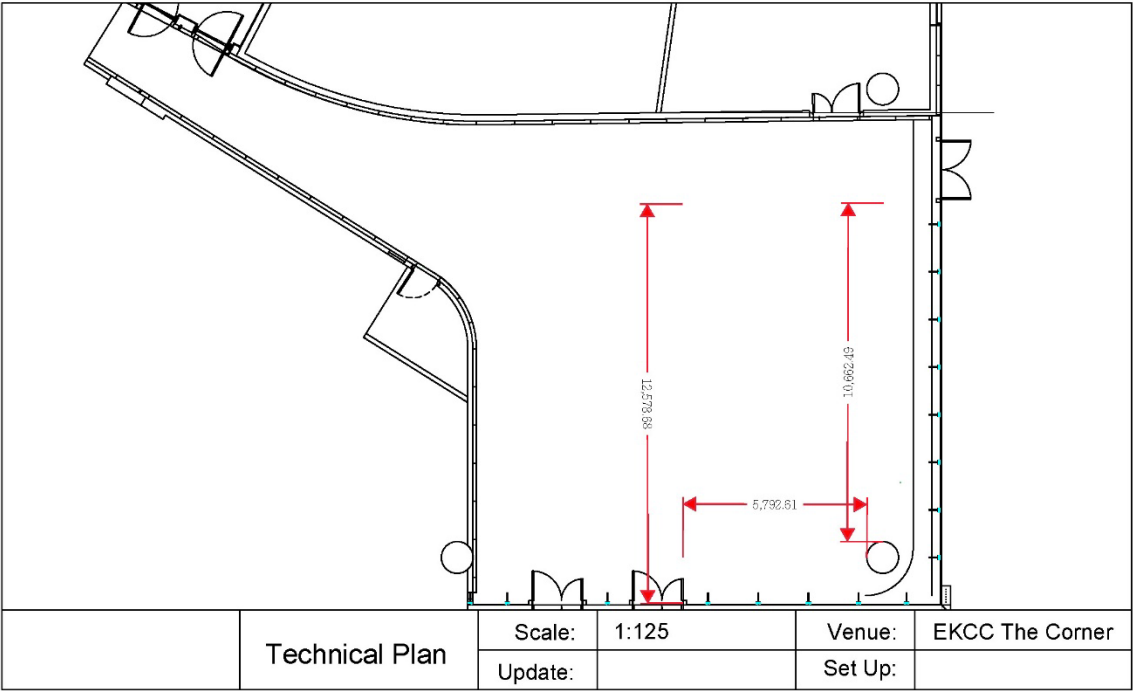 10,662.49
12,578.68
5,792.61
Technical Plan
Scale: 1:125
Venue: EKCC The Corner
Update:
Set Up: